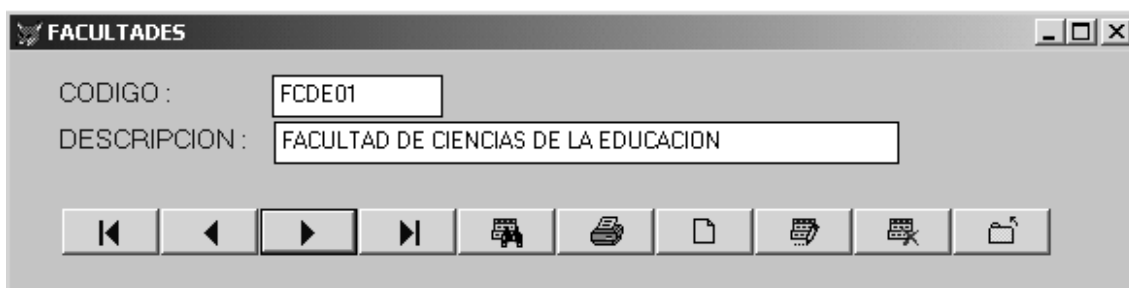 FACULTADES
CODIGO : FCDE01
DESCRIPCION : FACULTAD DE CIENCIAS DE LA EDUCACION